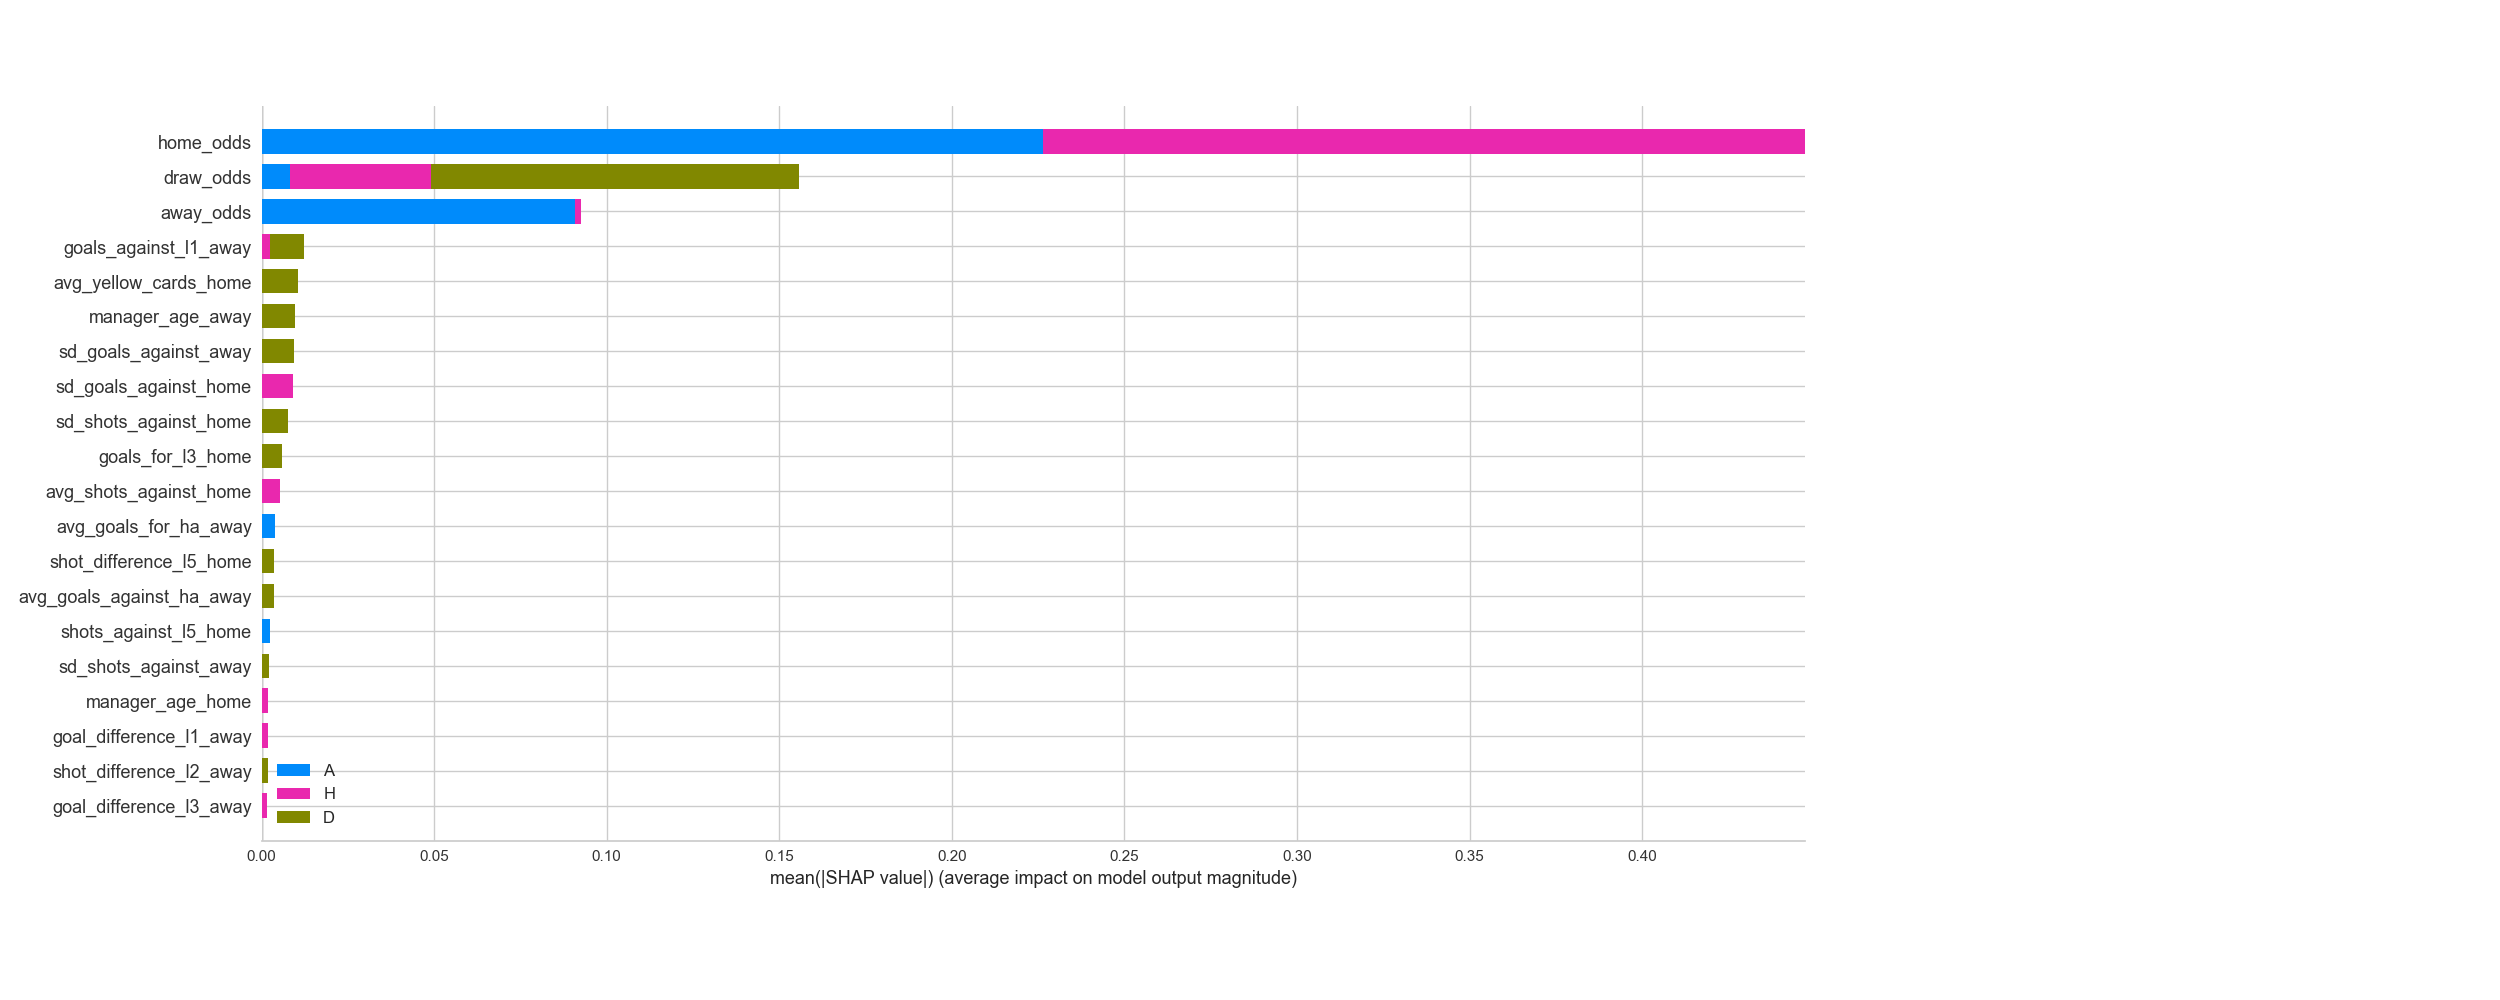 home_odds
draw_odds
away_odds
goals_against_l1_away
avg_yellow_cards_home
manager_age_away
sd_goals_against_away
sd_goals_against_home
sd_shots_against_home
goals_for_l3_home
avg_shots_against_home
avg_goals_for_ha_away
shot_difference_l5_home
avg_goals_against_ha_away
shots_against_l5_home
sd_shots_against_away
manager_age_home
goal_difference_l1_away
shot_difference_l2_away
goal_difference_l3_away
A
H
D
0.00 0.05 0.10 0.15 0.20 0.25 0.30 0.35 0.40
mean(|SHAP value|) (average impact on model output magnitude)